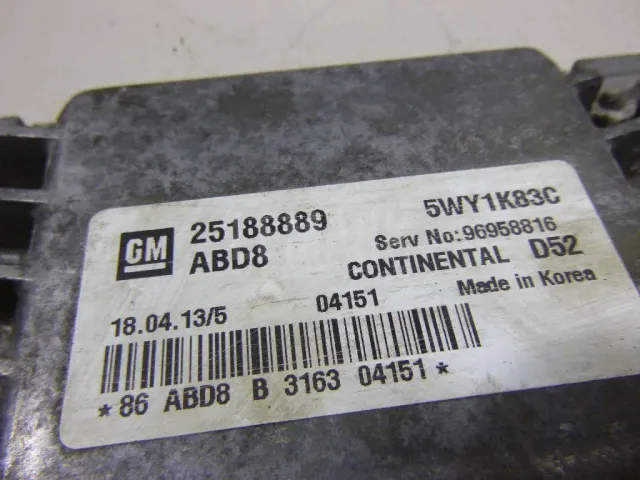 GM 25188889 5WY1K83C
ABD8 Serv No:96958816
CONTINENTAL D52
18.04.13/5 04151 Made in Korea
*86 ABD8 B 3163 04151*